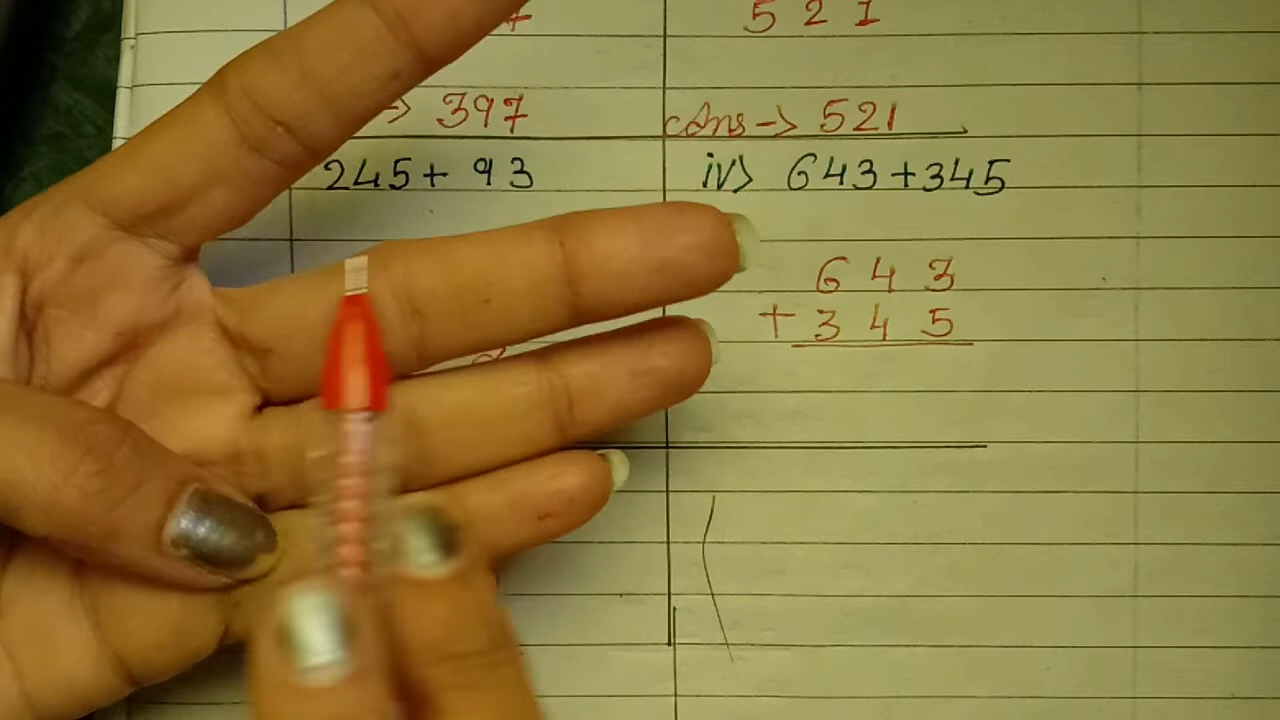 5 2 1
→ 397
Ans → 521
245 + 93
iv> 643 + 345
6 4 3
+ 3 4 5